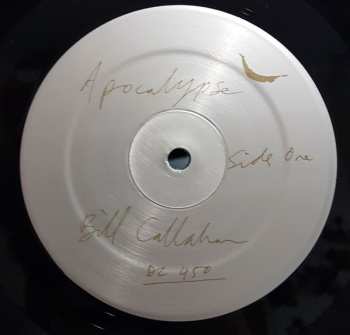 Apocalypse
Side One
Bill Callahan
DC 450